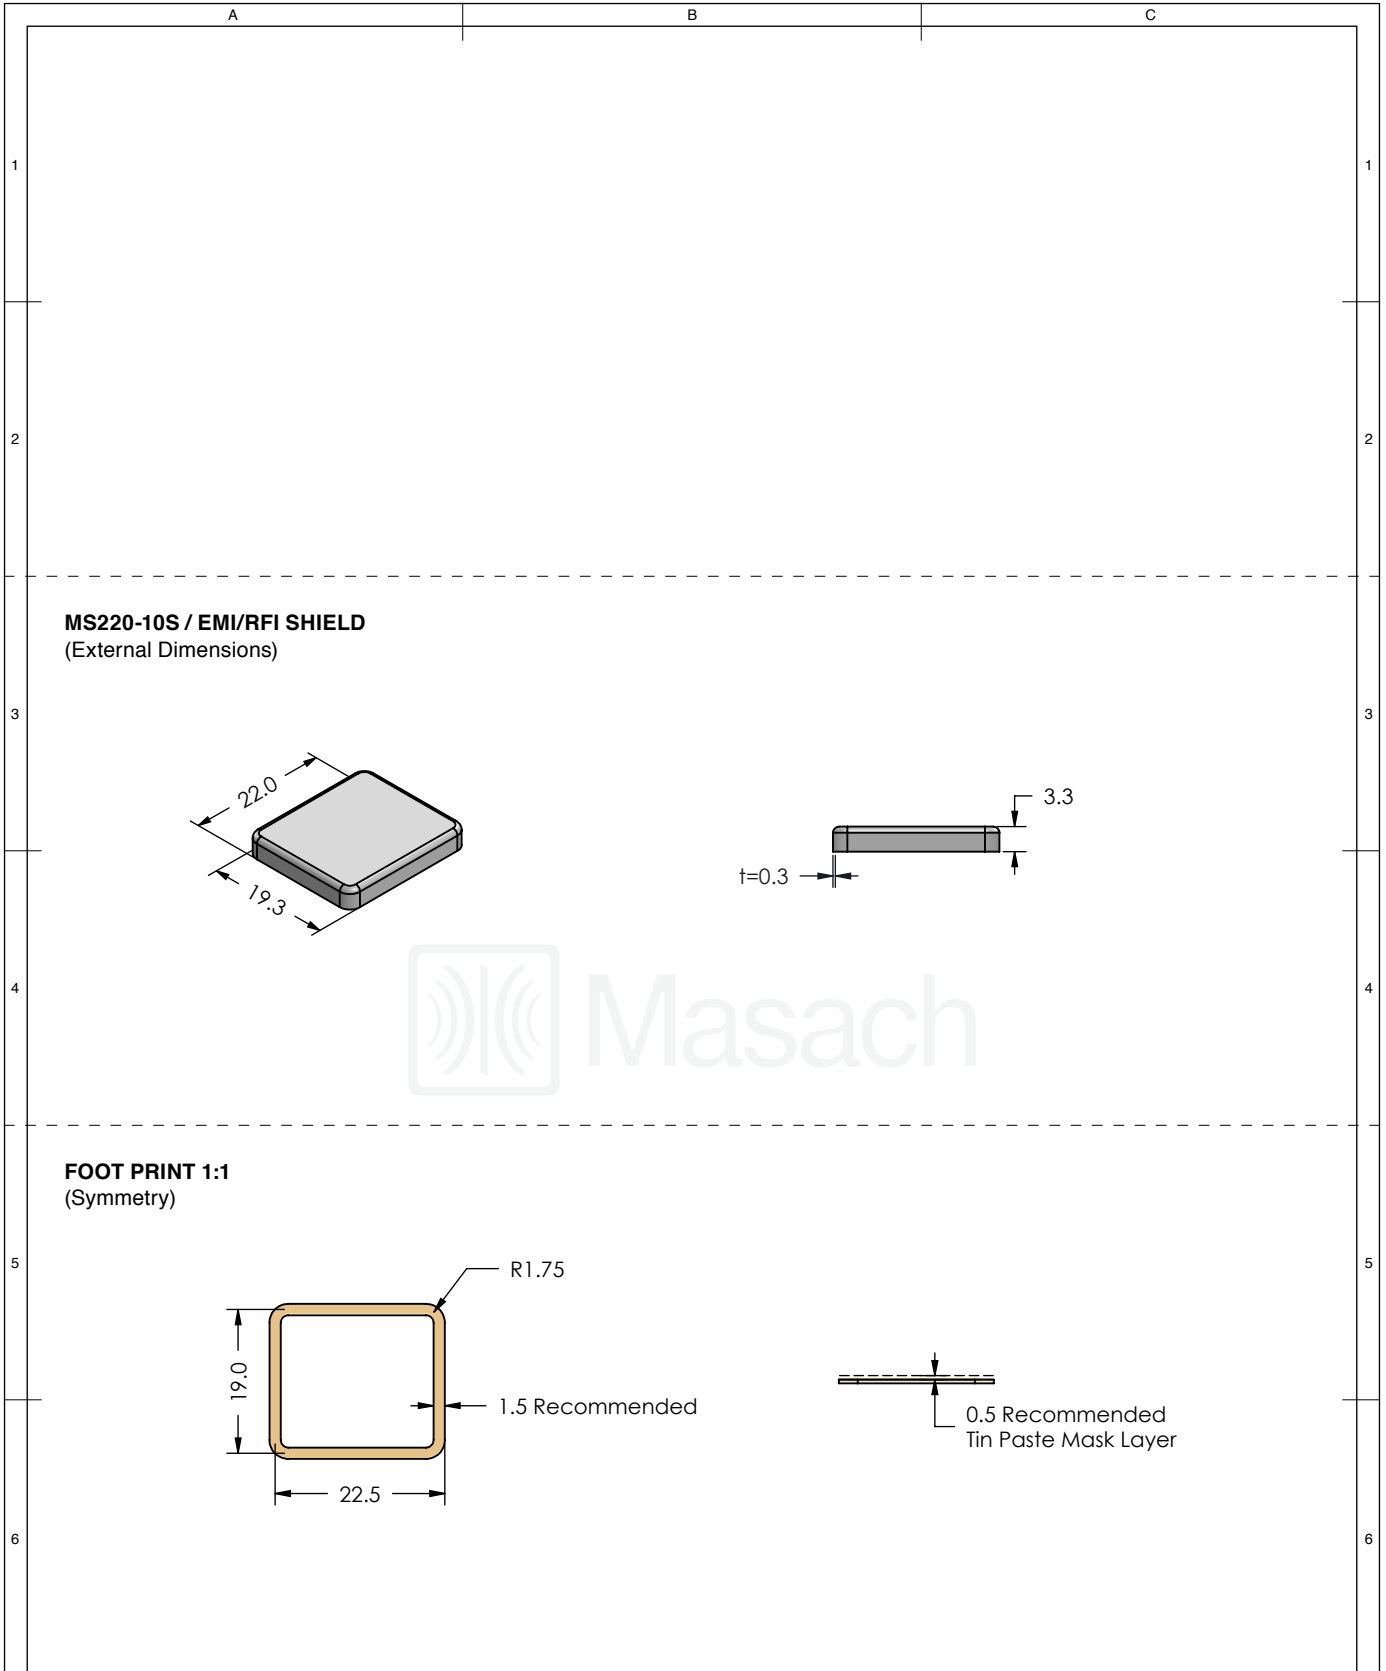 A B C
1 1
2 2
MS220-10S / EMI/RFI SHIELD
(External Dimensions)
3 3
22.0
19.3
3.3
t=0.3
4 4
Masach
FOOT PRINT 1:1
(Symmetry)
5 5
R1.75
19.0
1.5 Recommended
0.5 Recommended
Tin Paste Mask Layer
22.5
6 6